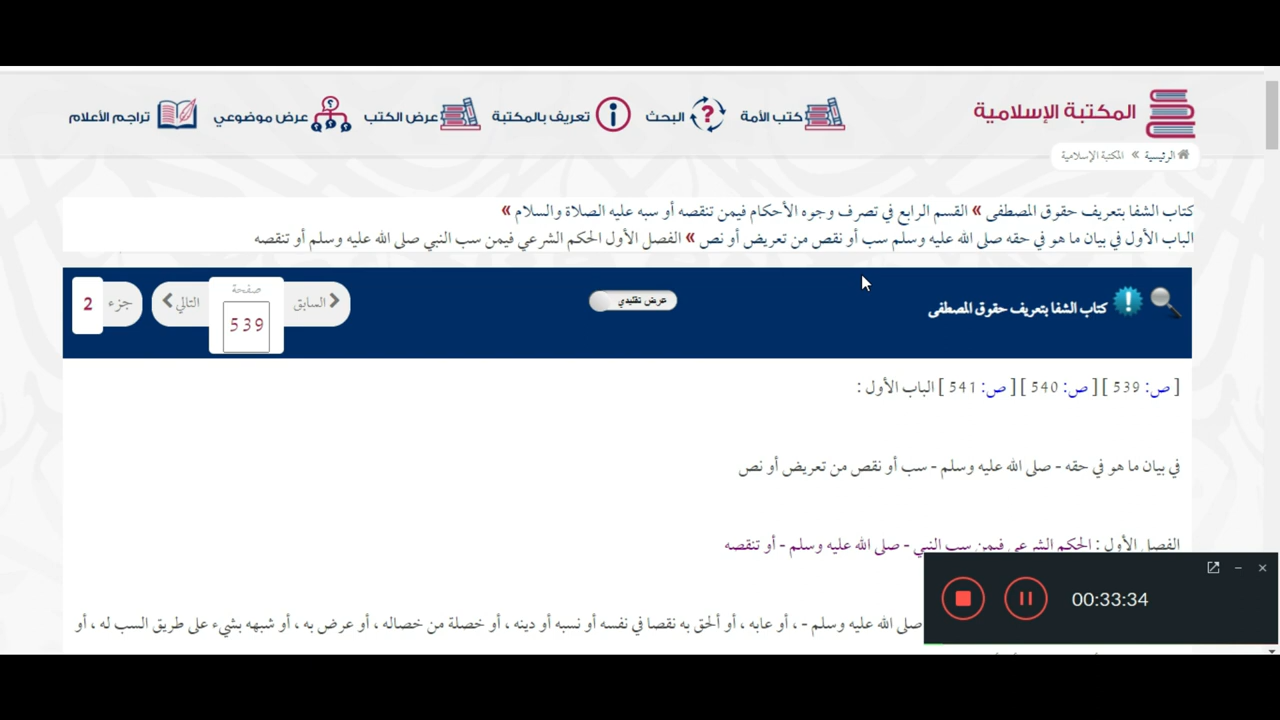 المكتبة الإسلامية
كتب الأمة
البحث
تعريف بالمكتبة
عرض الكتب
عرض موضوعي
تراجم الأعلام
الرئيسية » المكتبة الإسلامية
كتاب الشفا بتعريف حقوق المصطفى » القسم الرابع في تصرف وجوه الأحكام فيمن تنقصه أو سبه عليه الصلاة والسلام »
الباب الأول في بيان ما هو في حقه صلى الله عليه وسلم سب أو نقص من تعريض أو نص » الفصل الأول الحكم الشرعي فيمن سب النبي صلى الله عليه وسلم أو تنقصه
كتاب الشفا بتعريف حقوق المصطفى
عرض تقليدي
السابق
صفحة
539
التالي
جزء
2
[ ص: 539 ] [ ص: 540 ] [ ص: 541 ] الباب الأول :
في بيان ما هو في حقه - صلى الله عليه وسلم - سب أو نقص من تعريض أو نص
الفصل الأول : الحكم الشرعي فيمن سب النبي - صلى الله عليه وسلم - أو تنقصه
صلى الله عليه وسلم - ، أو عابه ، أو ألحق به نقصا في نفسه أو نسبه أو دينه ، أو خصلة من خصاله ، أو عرض به ، أو شبهه بشيء على طريق السب له ، أو
00:33:34